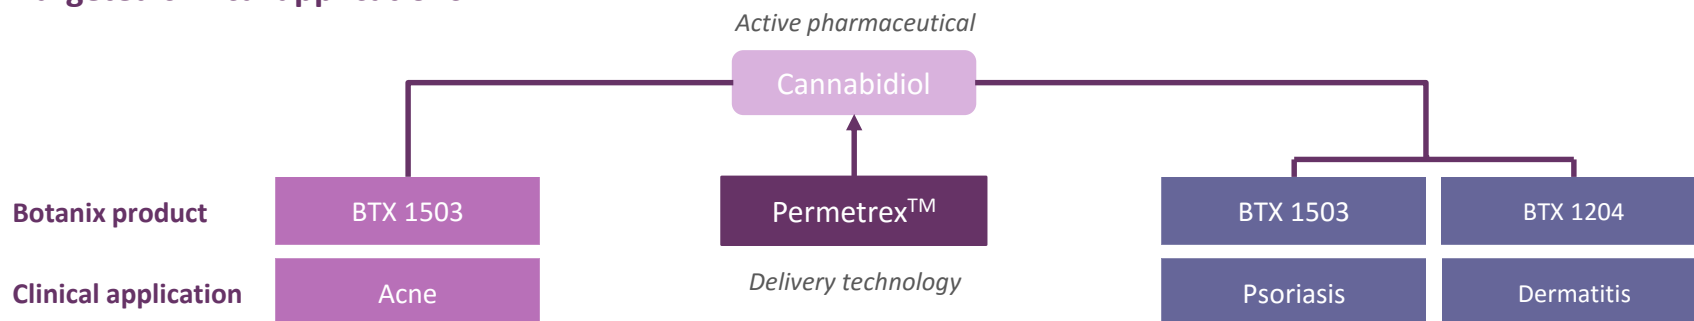 Active pharmaceutical
Cannabidiol
Botanix product
BTX 1503
Permetrex™
BTX 1503
BTX 1204
Clinical application
Acne
Delivery technology
Psoriasis
Dermatitis